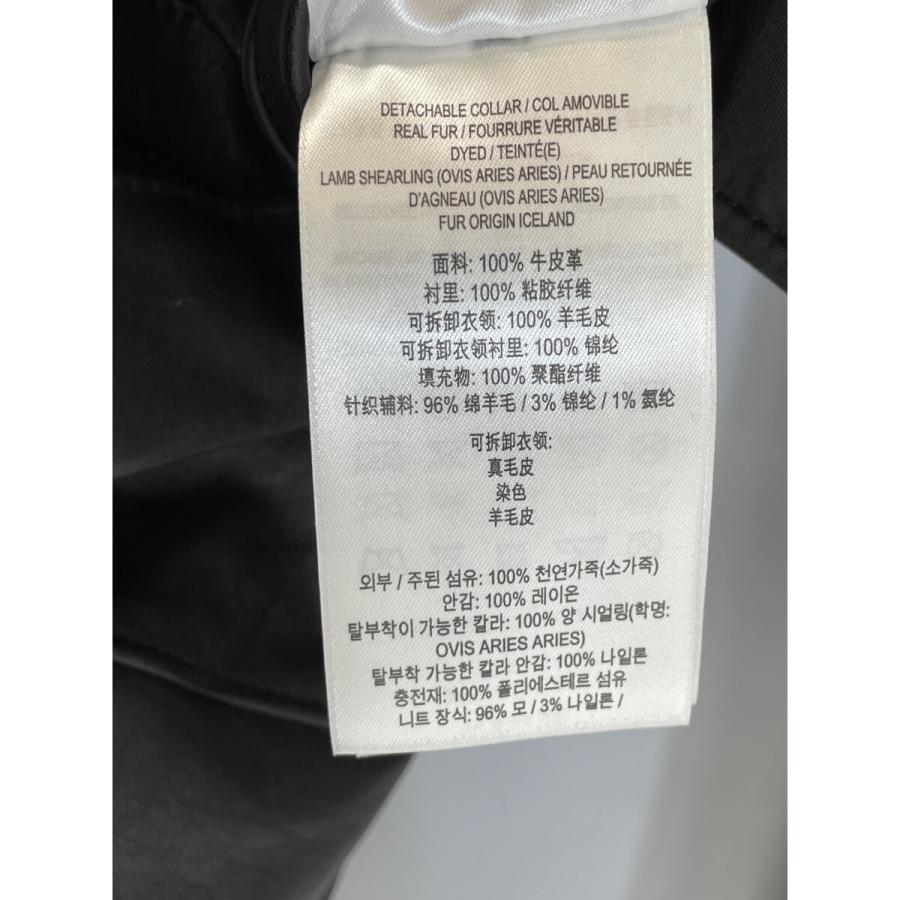 DETACHABLE COLLAR / COL AMOVIBLE
REAL FUR / FOURRURE VÉRITABLE
DYED / TEINTÉ(E)
LAMB SHEARLING (OVIS ARIES ARIES) / PEAU RETOURNÉE
D'AGNEAU (OVIS ARIES ARIES)
FUR ORIGIN ICELAND
面料: 100% 牛皮革
衬里: 100% 粘胶纤维
可拆卸衣领: 100% 羊毛皮
可拆卸衣领衬里: 100% 锦纶
填充物: 100% 聚酯纤维
针织辅料: 96% 绵羊毛 / 3% 锦纶 / 1% 氨纶
可拆卸衣领:
真毛皮
染色
羊毛皮
외부 / 주된 섬유: 100% 천연가죽(소가죽)
안감: 100% 레이온
탈부착이 가능한 칼라: 100% 양 시얼링(학명:
OVIS ARIES ARIES)
탈부착 가능한 칼라 안감: 100% 나일론
충전재: 100% 폴리에스테르 섬유
니트 장식: 96% 모 / 3% 나일론 /